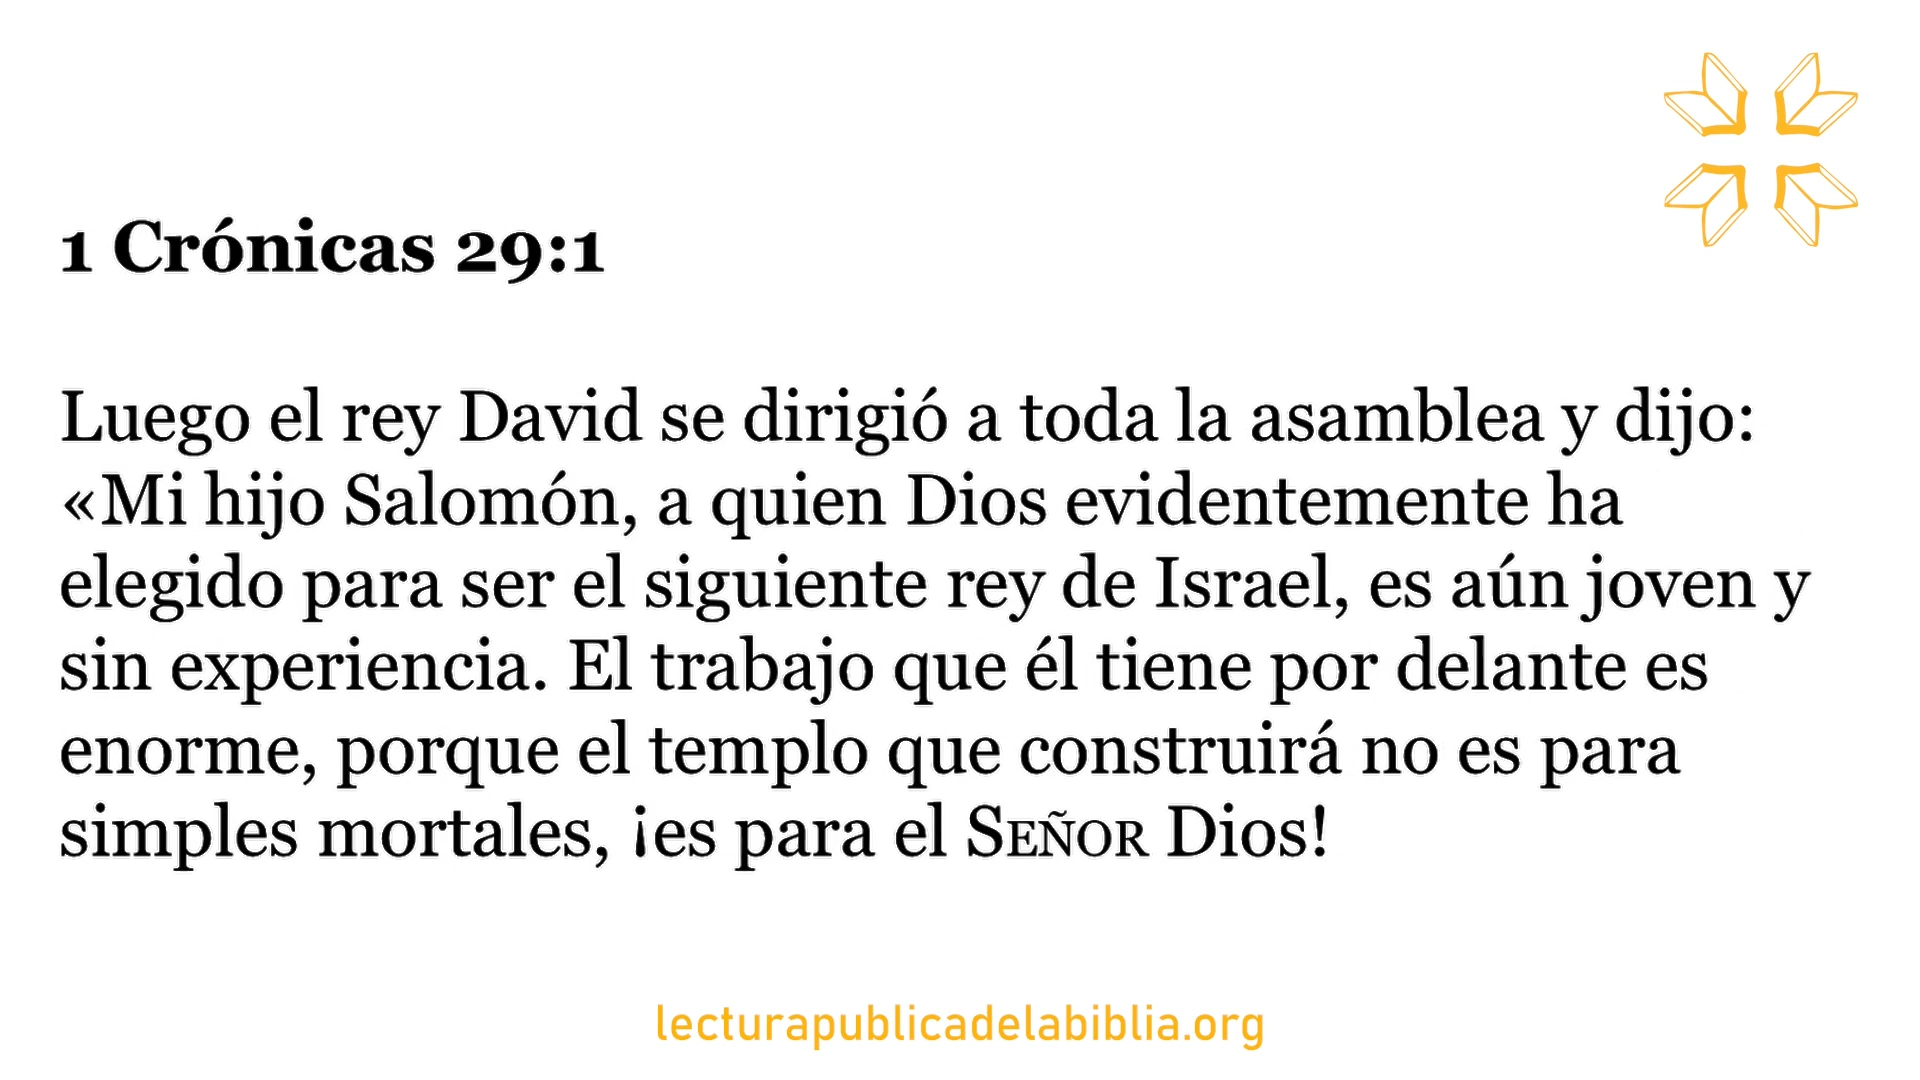 1 Crónicas 29:1
Luego el rey David se dirigió a toda la asamblea y dijo:
«Mi hijo Salomón, a quien Dios evidentemente ha
elegido para ser el siguiente rey de Israel, es aún joven y
sin experiencia. El trabajo que él tiene por delante es
enorme, porque el templo que construirá no es para
simples mortales, ¡es para el SEÑOR Dios!
lecturapublicadelabiblia.org